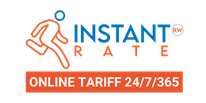 INSTANT RW
RATE
ONLINE TARIFF 24/7/365